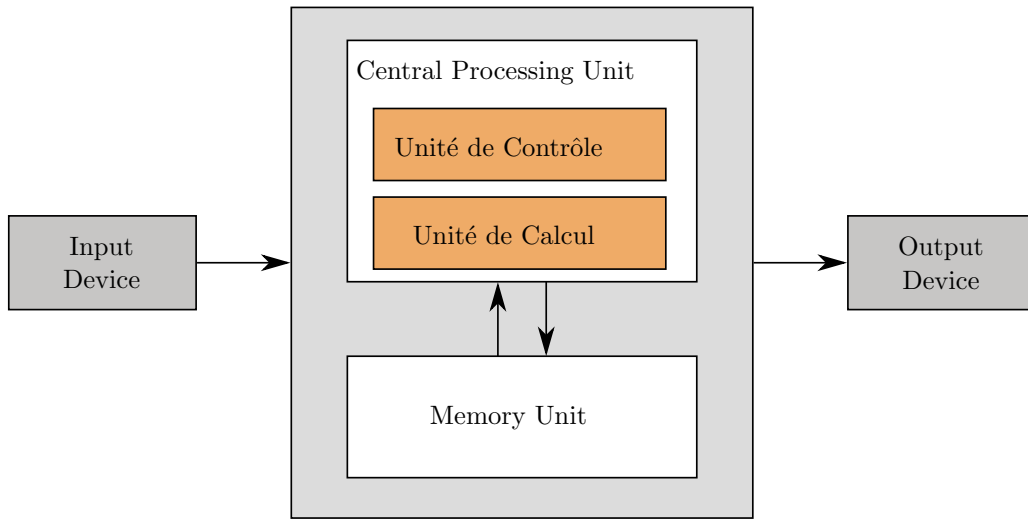 Central Processing Unit
Unité de Contrôle
Unité de Calcul
Input
Device
Output
Device
Memory Unit